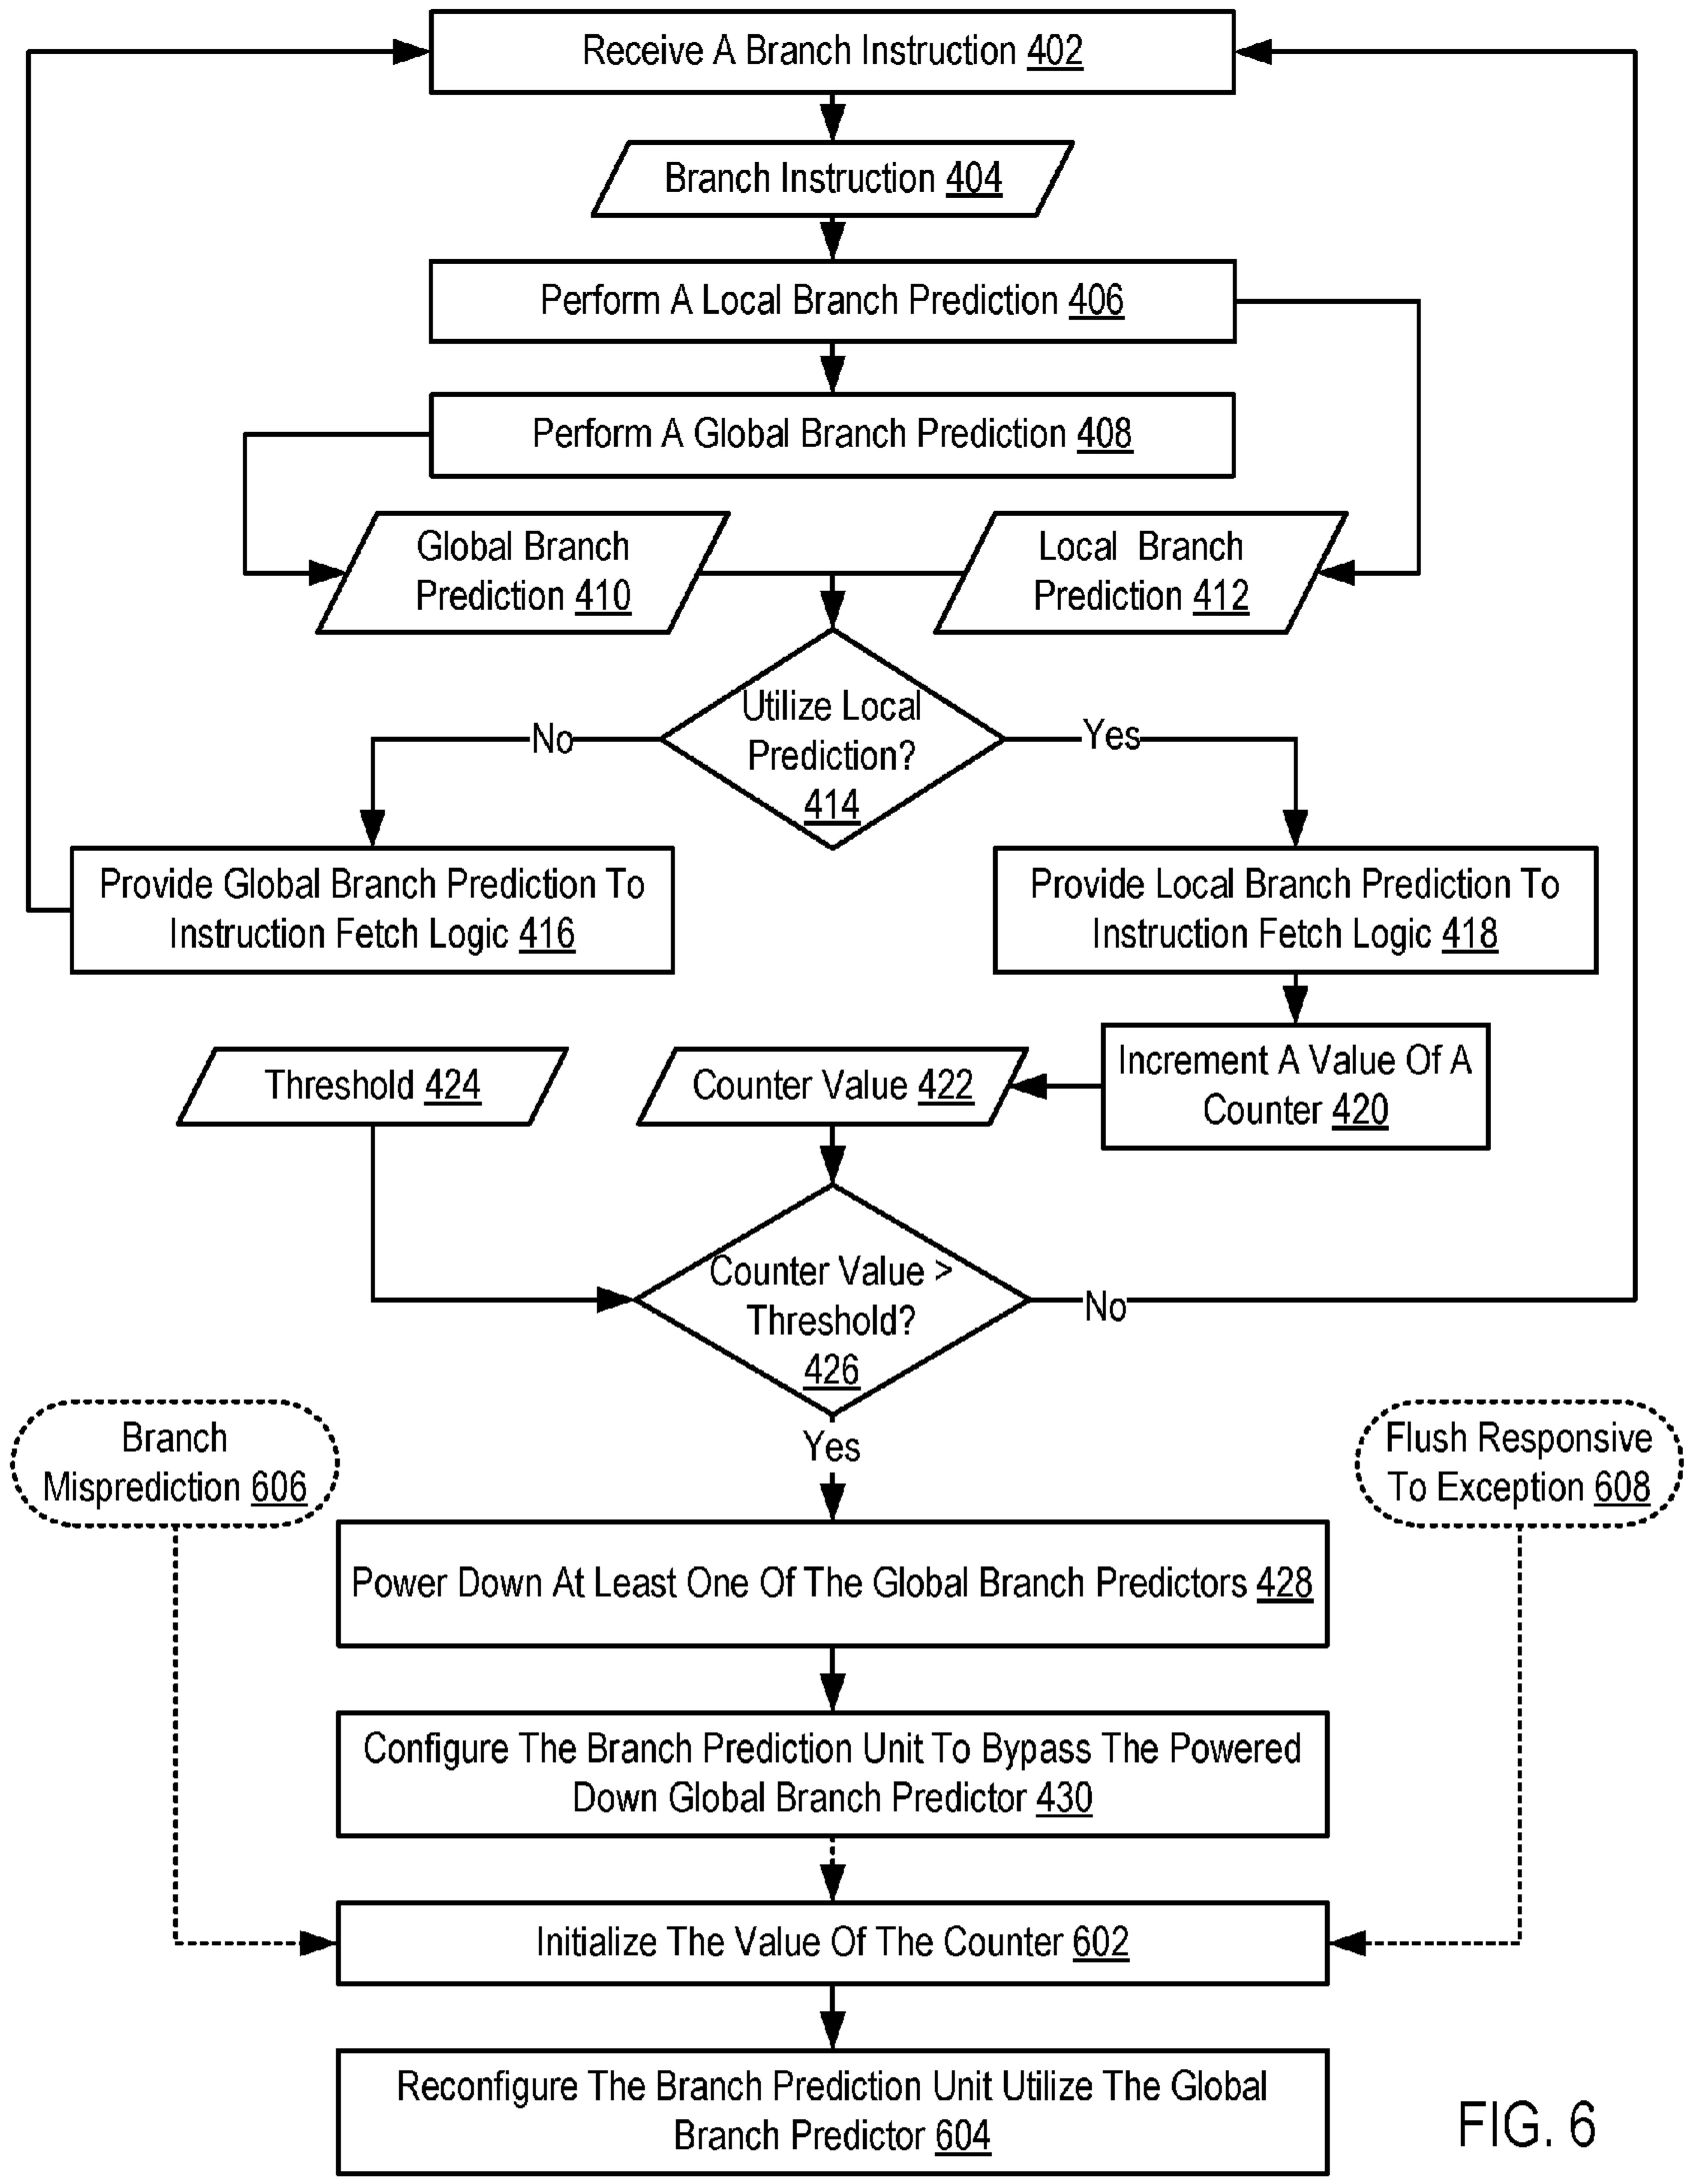 Receive A Branch Instruction 402
Branch Instruction 404
Perform A Local Branch Prediction 406
Perform A Global Branch Prediction 408
Global Branch
Prediction 410
Local Branch
Prediction 412
Utilize Local
Prediction?
414
No
Yes
Provide Global Branch Prediction To
Instruction Fetch Logic 416
Provide Local Branch Prediction To
Instruction Fetch Logic 418
Increment A Value Of A
Counter 420
Threshold 424
Counter Value 422
Counter Value >
Threshold?
426
No
Yes
Branch
Misprediction 606
Flush Responsive
To Exception 608
Power Down At Least One Of The Global Branch Predictors 428
Configure The Branch Prediction Unit To Bypass The Powered
Down Global Branch Predictor 430
Initialize The Value Of The Counter 602
Reconfigure The Branch Prediction Unit Utilize The Global
Branch Predictor 604
FIG. 6